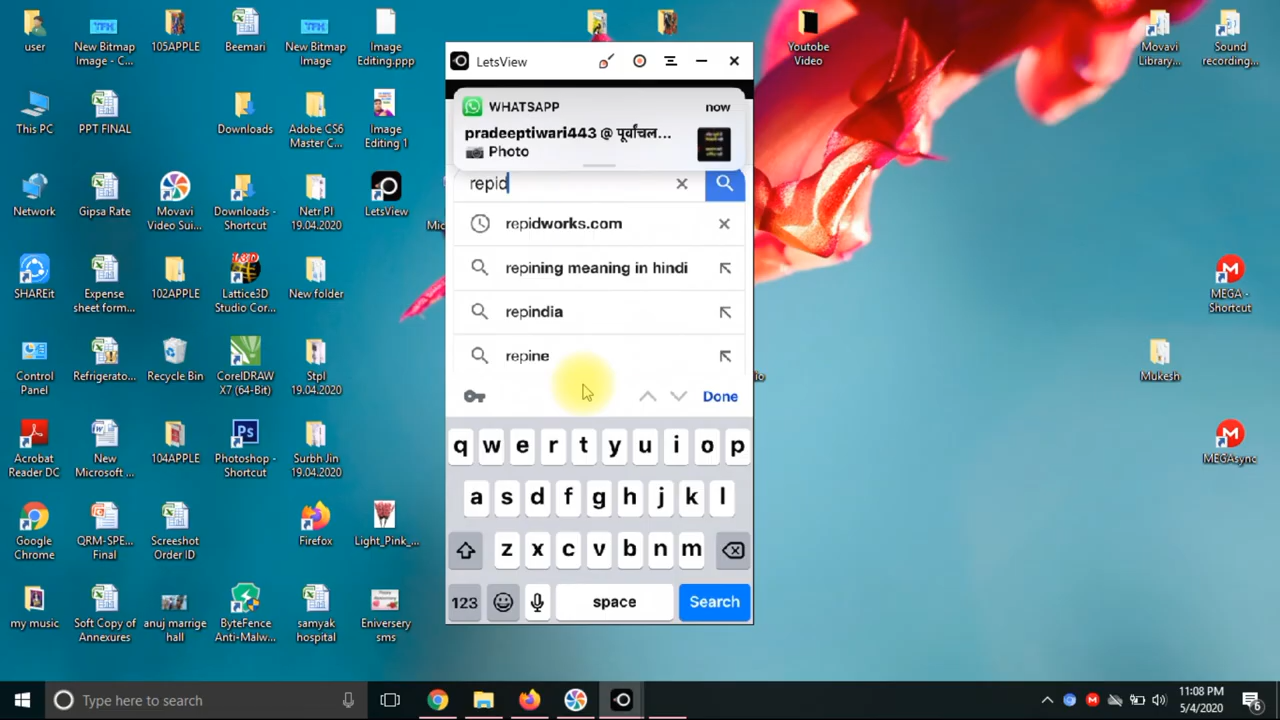 user
New Bitmap
Image - C...
105APPLE
Beemari
New Bitmap
Image
Image
Editing.ppp
Youtube
Video
Movavi
Library...
Sound
recording...
LetsView
WHATSAPP
now
pradeeptiwari443 @ पूर्वांचल...
Photo
This PC
PPT FINAL
Downloads
Adobe CS6
Master C...
Image
Editing 1
repid
repidworks.com
repining meaning in hindi
repindia
repine
Done
Network
Gipsa Rate
Movavi
Video Sui...
Downloads -
Shortcut
Netr Pl
19.04.2020
LetsView
Mic
SHAREit
Expense
sheet form...
102APPLE
Lattice3D
Studio Cor...
New folder
MEGA -
Shortcut
Control
Panel
Refrigerato...
Recycle Bin
CorelDRAW
X7 (64-Bit)
Stpl
19.04.2020
io
Mukesh
q w e r t y u i o p
a s d f g h j k l
z x c v b n m
123
space
Search
Acrobat
Reader DC
New
Microsoft ...
104APPLE
Ps
Photoshop -
Shortcut
Surbh Jin
19.04.2020
MEGAsync
Google
Chrome
QRM-SPE...
Final
Screeshot
Order ID
Firefox
Light_Pink_...
my music
Soft Copy of
Annexures
anuj marrige
hall
ByteFence
Anti-Malw...
samyak
hospital
Eniversery
sms
Type here to search
11:08 PM
5/4/2020
6